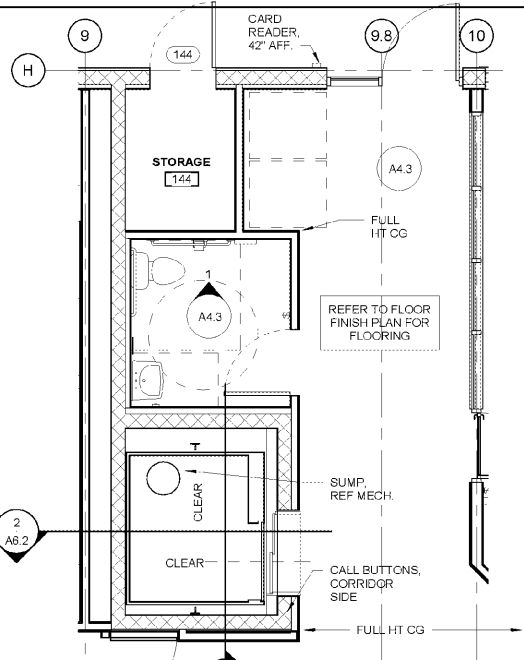 CARD
READER,
42" AFF.
9
9.8
10
H
144
STORAGE
144
A4.3
FULL
HT CG
1
A4.3
REFER TO FLOOR
FINISH PLAN FOR
FLOORING
SUMP,
REF MECH.
CLEAR
2
A6.2
CLEAR
CALL BUTTONS,
CORRIDOR
SIDE
FULL HT CG